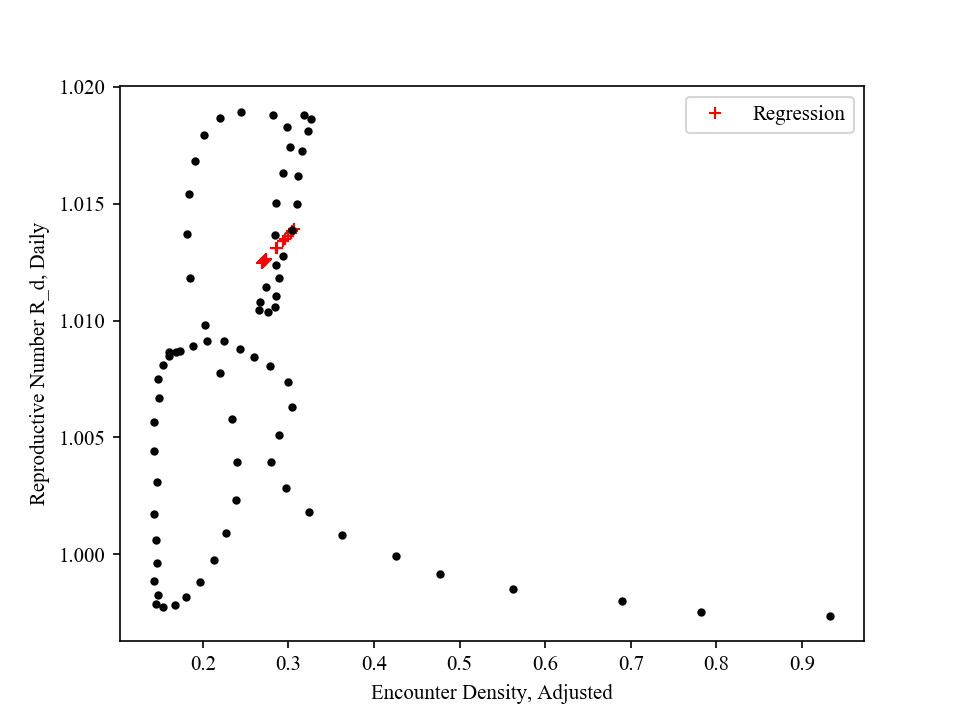 1.020
1.015
1.010
1.005
1.000
Reproductive Number R_d, Daily
Regression
0.2 0.3 0.4 0.5 0.6 0.7 0.8 0.9
Encounter Density, Adjusted